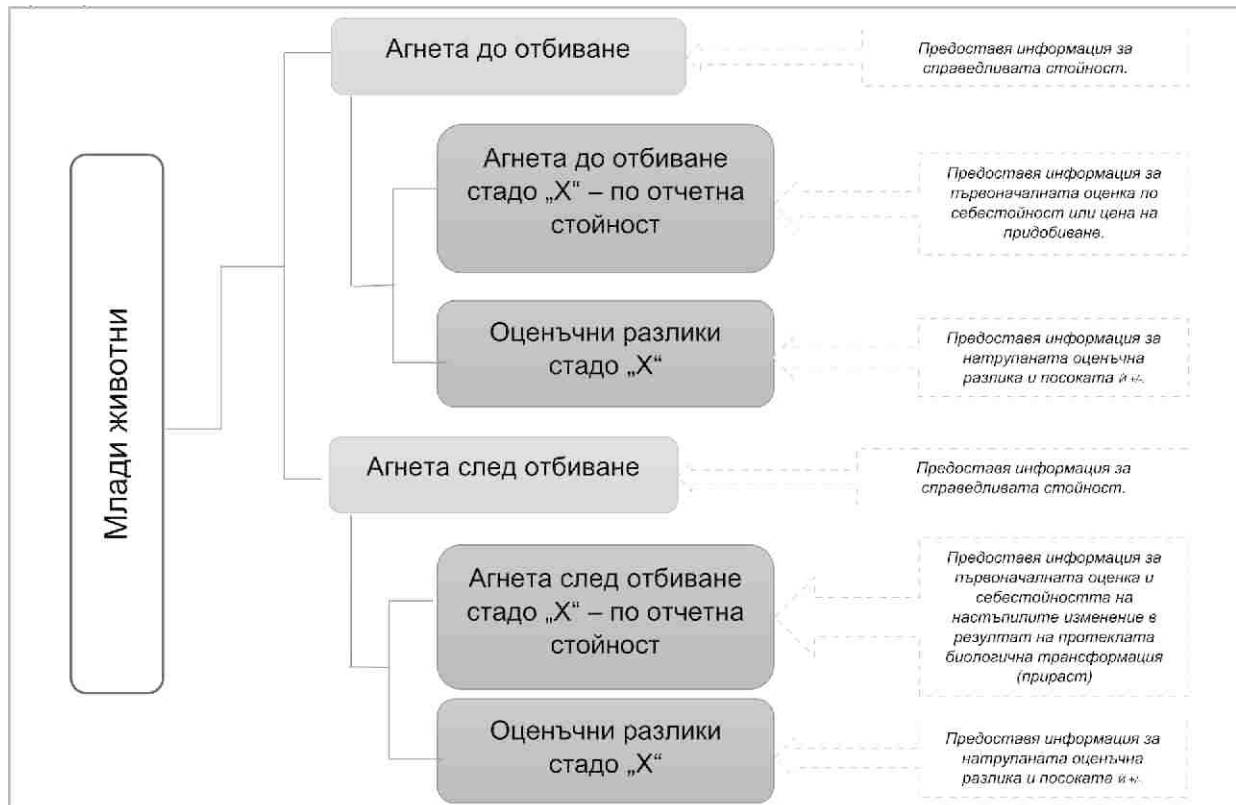 Агнета до отбиване
Предоставя информация за
справедливата стойност.
Млади животни
Агнета до отбиване
стадо „Х“ – по отчетна
стойност
Предоставя информация за
първоначалната оценка по
себестойност или цена на
придобиване.
Оценъчни разлики
стадо „Х“
Предоставя информация за
натрупаната оценъчна
разлика и посоката ѝ +/-.
Агнета след отбиване
Предоставя информация за
справедливата стойност.
Агнета след отбиване
стадо „Х“ – по отчетна
стойност
Предоставя информация за
първоначалната оценка и
себестойността на
настъпилите изменение в
резултат на протеклата
биологична трансформация
(прираст)
Оценъчни разлики
стадо „Х“
Предоставя информация за
натрупаната оценъчна
разлика и посоката ѝ +/-